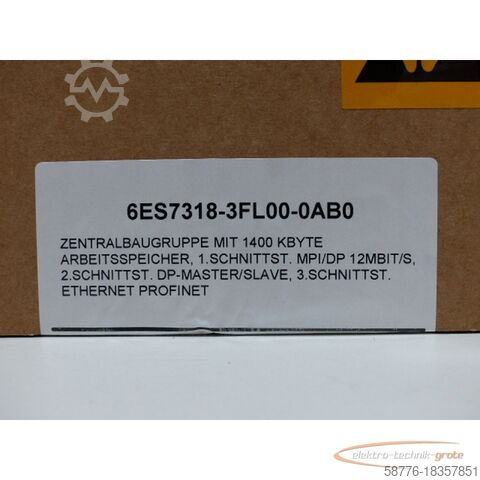 6ES7318-3FL00-0AB0
ZENTRALBAUGRUPPE MIT 1400 KBYTE
ARBEITSSPEICHER, 1.SCHNITTST. MPI/DP 12MBIT/S,
2.SCHNITTST. DP-MASTER/SLAVE, 3.SCHNITTST.
ETHERNET PROFINET
elektro-technik-grote
58776-18357851